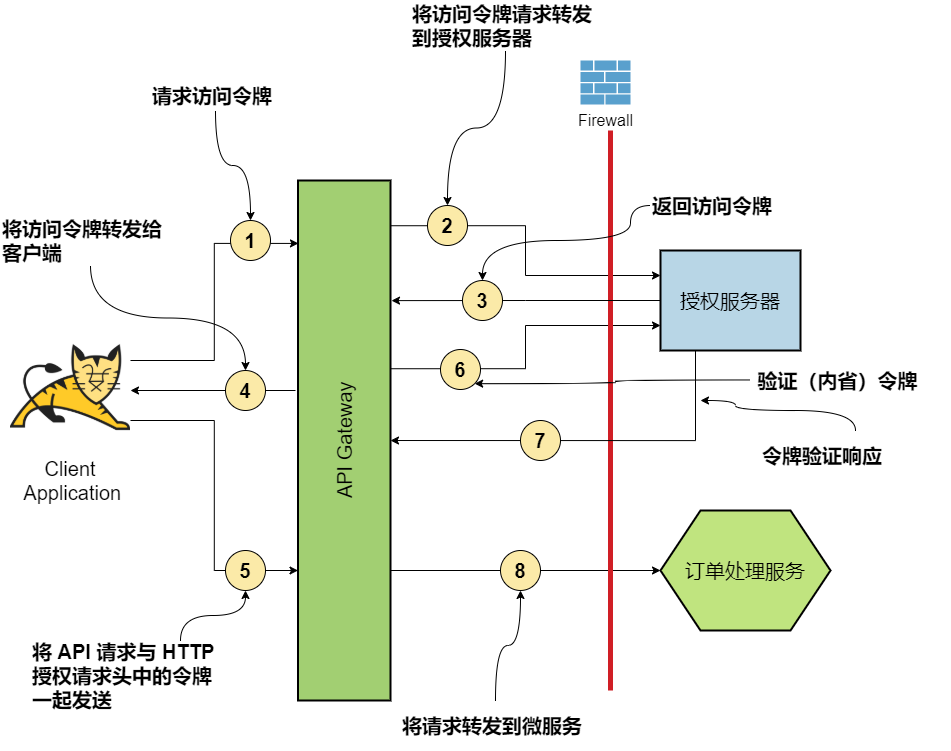 将访问令牌请求转发
到授权服务器
请求访问令牌
Firewall
返回访问令牌
将访问令牌转发给
客户端
1
2
3
授权服务器
4
6
验证（内省）令牌
API Gateway
7
令牌验证响应
Client
Application
5
8
订单处理服务
将 API 请求与 HTTP
授权请求头中的令牌
一起发送
将请求转发到微服务